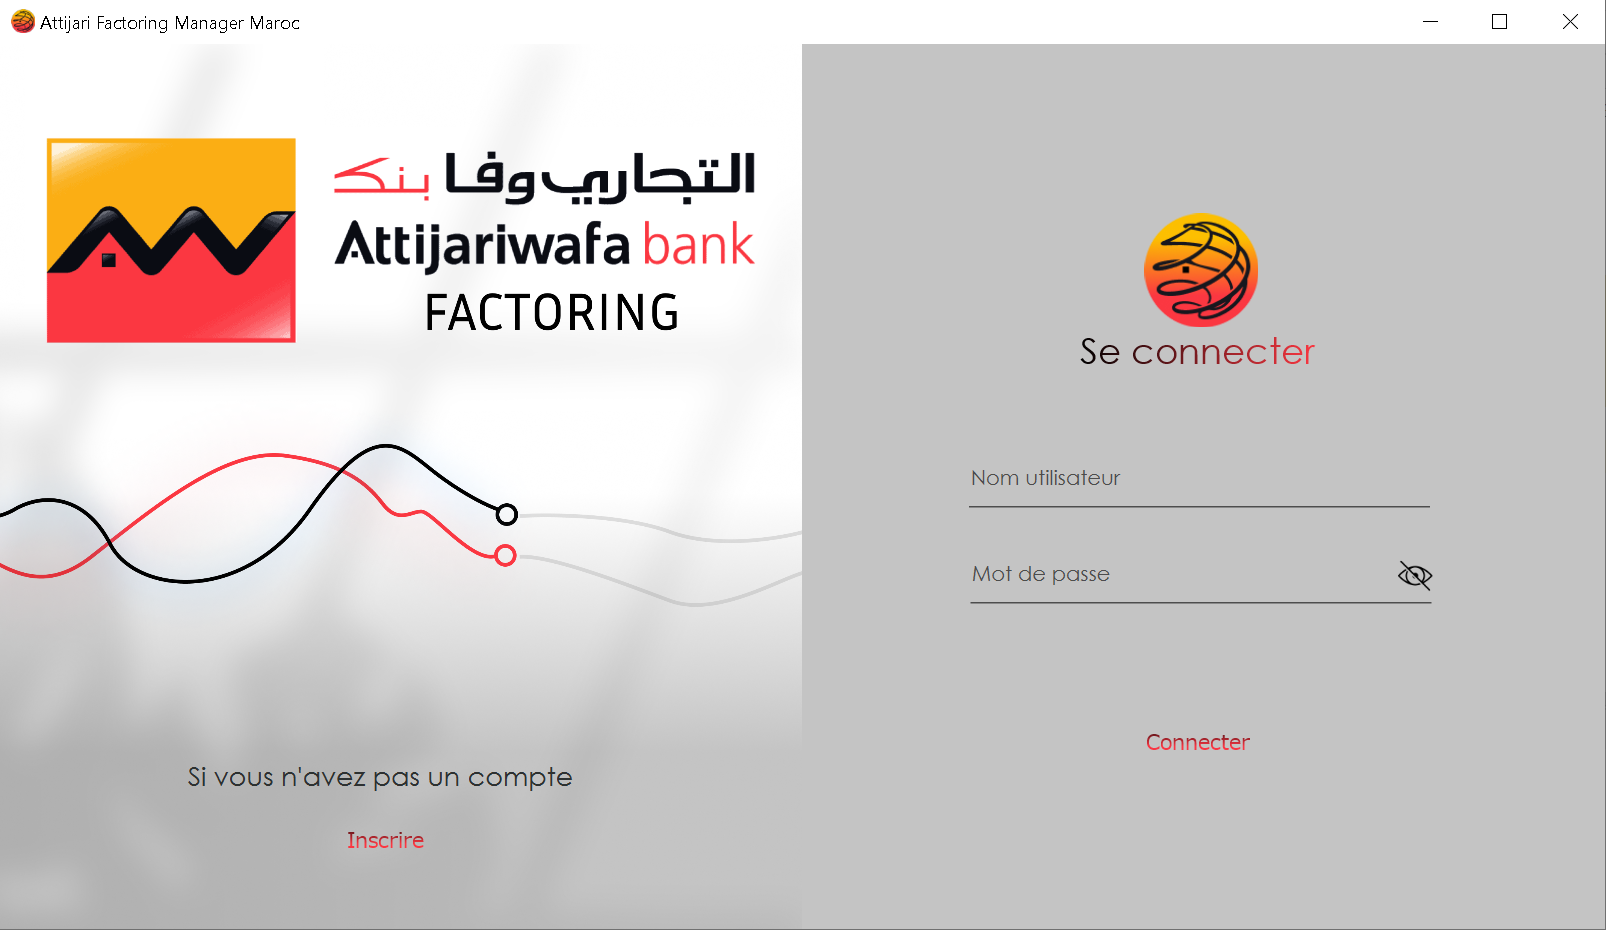 Attijari Factoring Manager Maroc
التجاري وفا بنك
Attijariwafa bank
FACTORING
Si vous n'avez pas un compte
Inscrire
Se connecter
Nom utilisateur
Mot de passe
Connecter